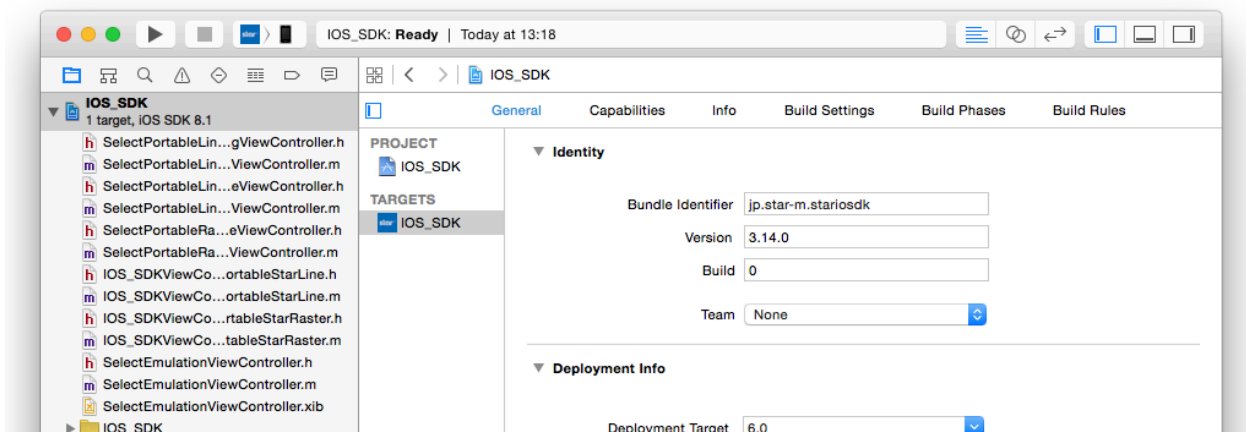 IOS_SDK: Ready | Today at 13:18
IOS_SDK
IOS_SDK
1 target, iOS SDK 8.1
General Capabilities Info Build Settings Build Phases Build Rules
h SelectPortableLin...gViewController.h
m SelectPortableLin...ViewController.m
h SelectPortableLin...eViewController.h
m SelectPortableLin...ViewController.m
h SelectPortableRa...eViewController.h
m SelectPortableRa...ViewController.m
h IOS_SDKViewCo...ortableStarLine.h
m IOS_SDKViewCo...ortableStarLine.m
h IOS_SDKViewCo...rtableStarRaster.h
m IOS_SDKViewCo...tableStarRaster.m
h SelectEmulationViewController.h
m SelectEmulationViewController.m
SelectEmulationViewController.xib
IOS_SDK
PROJECT
IOS_SDK
TARGETS
star IOS_SDK
Identity
Bundle Identifier jp.star-m.stariosdk
Version 3.14.0
Build 0
Team None
Deployment Info
Deployment Target 6.0